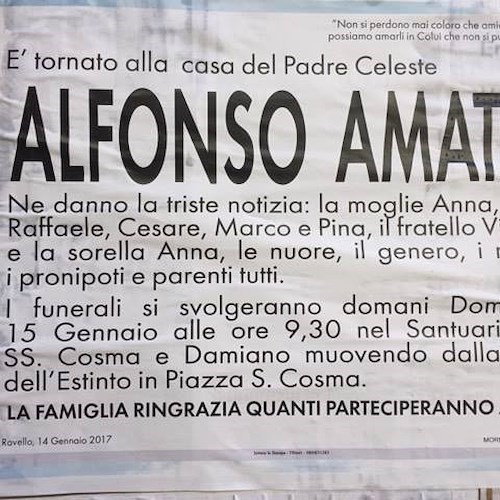 "Non si perdono mai coloro che ami
possiamo amarli in Colui che non si pu
E' tornato alla casa del Padre Celeste
ALFONSO AMAT
Ne danno la triste notizia: la moglie Anna,
Raffaele, Cesare, Marco e Pina, il fratello V
e la sorella Anna, le nuore, il genero, i
i pronipoti e parenti tutti.
I funerali si svolgeranno domani Dom
15 Gennaio alle ore 9,30 nel Santuari
SS. Cosma e Damiano muovendo dalla
dell'Estinto in Piazza S. Cosma.
LA FAMIGLIA RINGRAZIA QUANTI PARTECIPERANNO
Ravello, 14 Gennaio 2017